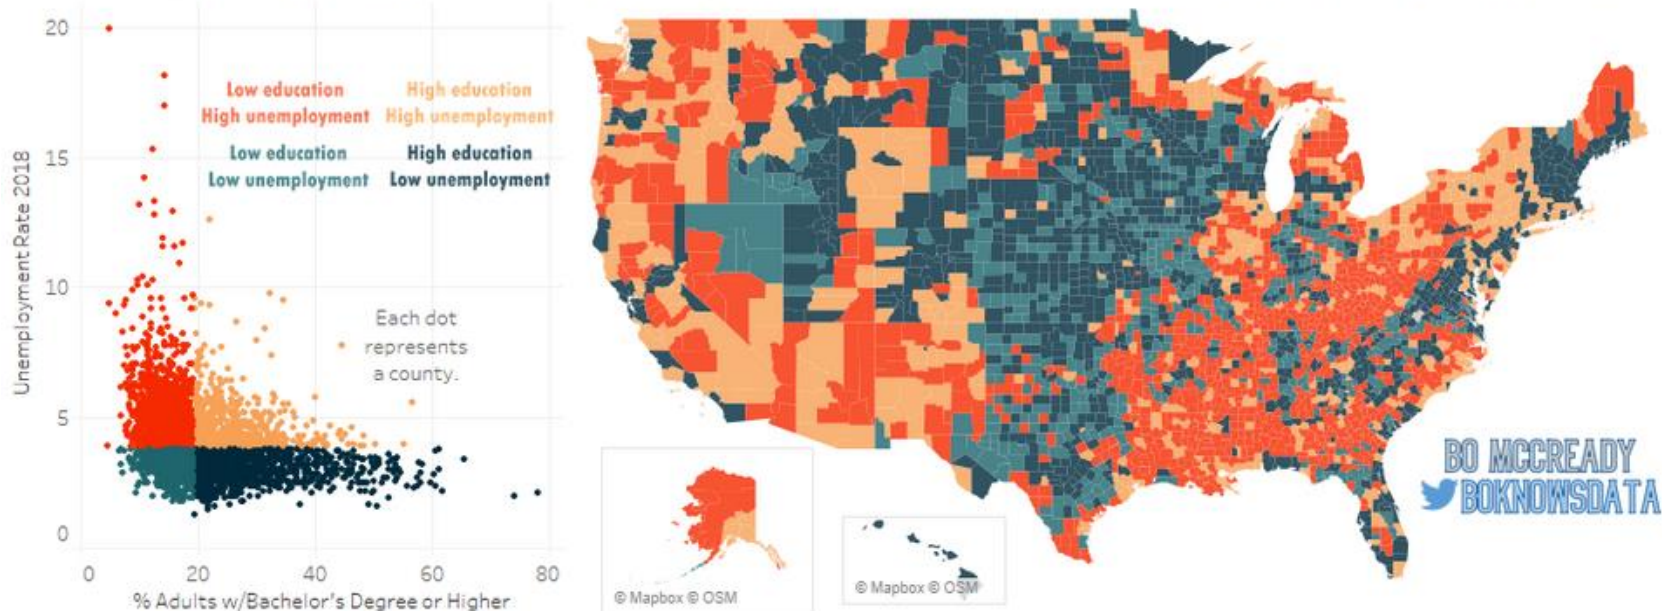 20
15
10
5
0
Unemployment Rate 2018
0 20 40 60 80
% Adults w/Bachelor's Degree or Higher
Low education
High unemployment
High education
High unemployment
Low education
Low unemployment
High education
Low unemployment
Each dot
represents
a county.
© Mapbox © OSM
© Mapbox © OSM
BO MCCREADY
BOKNOWSDATA